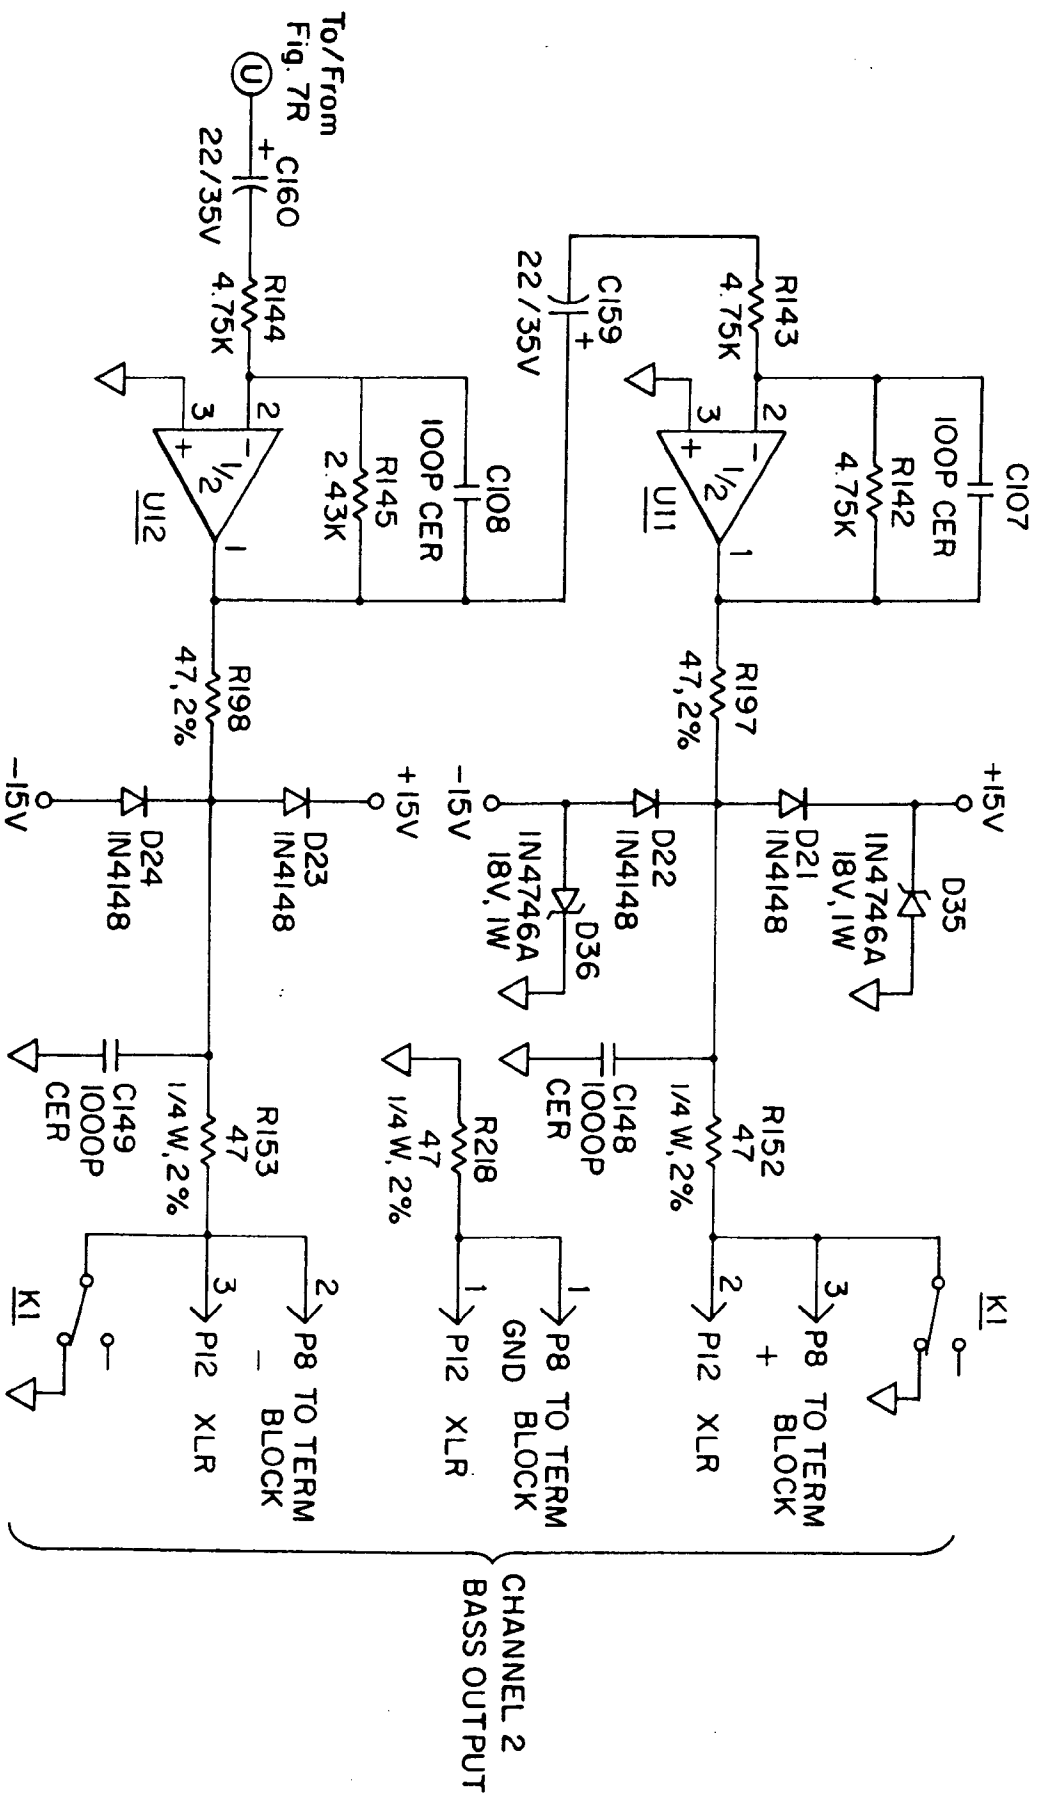 C107
100P CER
R142
4.75K
R143
4.75K
2
3
−
+
1/2
U11
1
C159
+
22/35V
R197
47, 2%
+15V
D35
1N4746A
18V, 1W
D21
1N4148
D22
1N4148
−15V
D36
1N4746A
18V, 1W
C148
1000P
CER
R152
47
1/4W, 2%
K1
3
P8 TO TERM
+ BLOCK
2
P12 XLR
R218
47
1/4W, 2%
1
P8 TO TERM
GND BLOCK
1
P12 XLR
To/From
Fig. 7R
U
+
C160
22/35V
R144
4.75K
C108
100P CER
R145
2.43K
2
3
−
+
1/2
U12
1
R198
47, 2%
+15V
D23
1N4148
D24
1N4148
−15V
C149
1000P
CER
R153
47
1/4W, 2%
2
P8 TO TERM
− BLOCK
3
P12 XLR
K1
CHANNEL 2
BASS OUTPUT